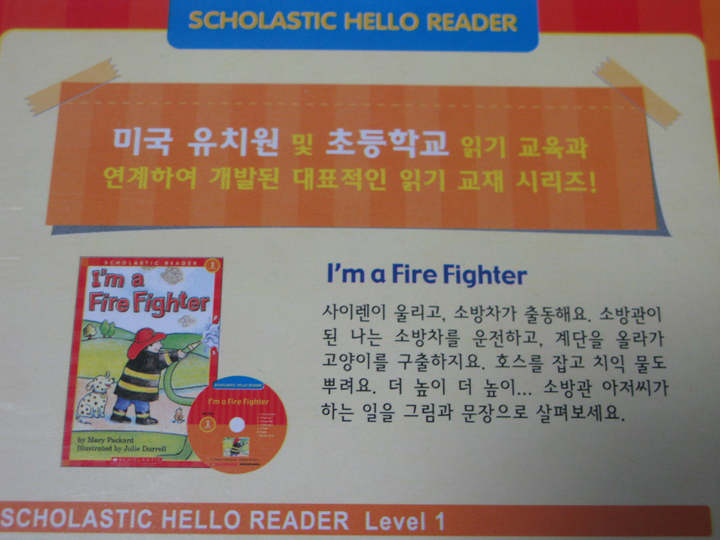 SCHOLASTIC HELLO READER
미국 유치원 및 초등학교 읽기 교육과
연계하여 개발된 대표적인 읽기 교재 시리즈!
SCHOLASTIC READER 1
I'm a
Fire Fighter
by Mary Packard
Illustrated by Julie Durrell
SCHOLASTIC HELLO READER
I'm a Fire Fighter
1
I'm a Fire Fighter
사이렌이 울리고, 소방차가 출동해요. 소방관이
된 나는 소방차를 운전하고, 계단을 올라가
고양이를 구출하지요. 호스를 잡고 치익 물도
뿌려요. 더 높이 더 높이... 소방관 아저씨가
하는 일을 그림과 문장으로 살펴보세요.
SCHOLASTIC HELLO READER Level 1